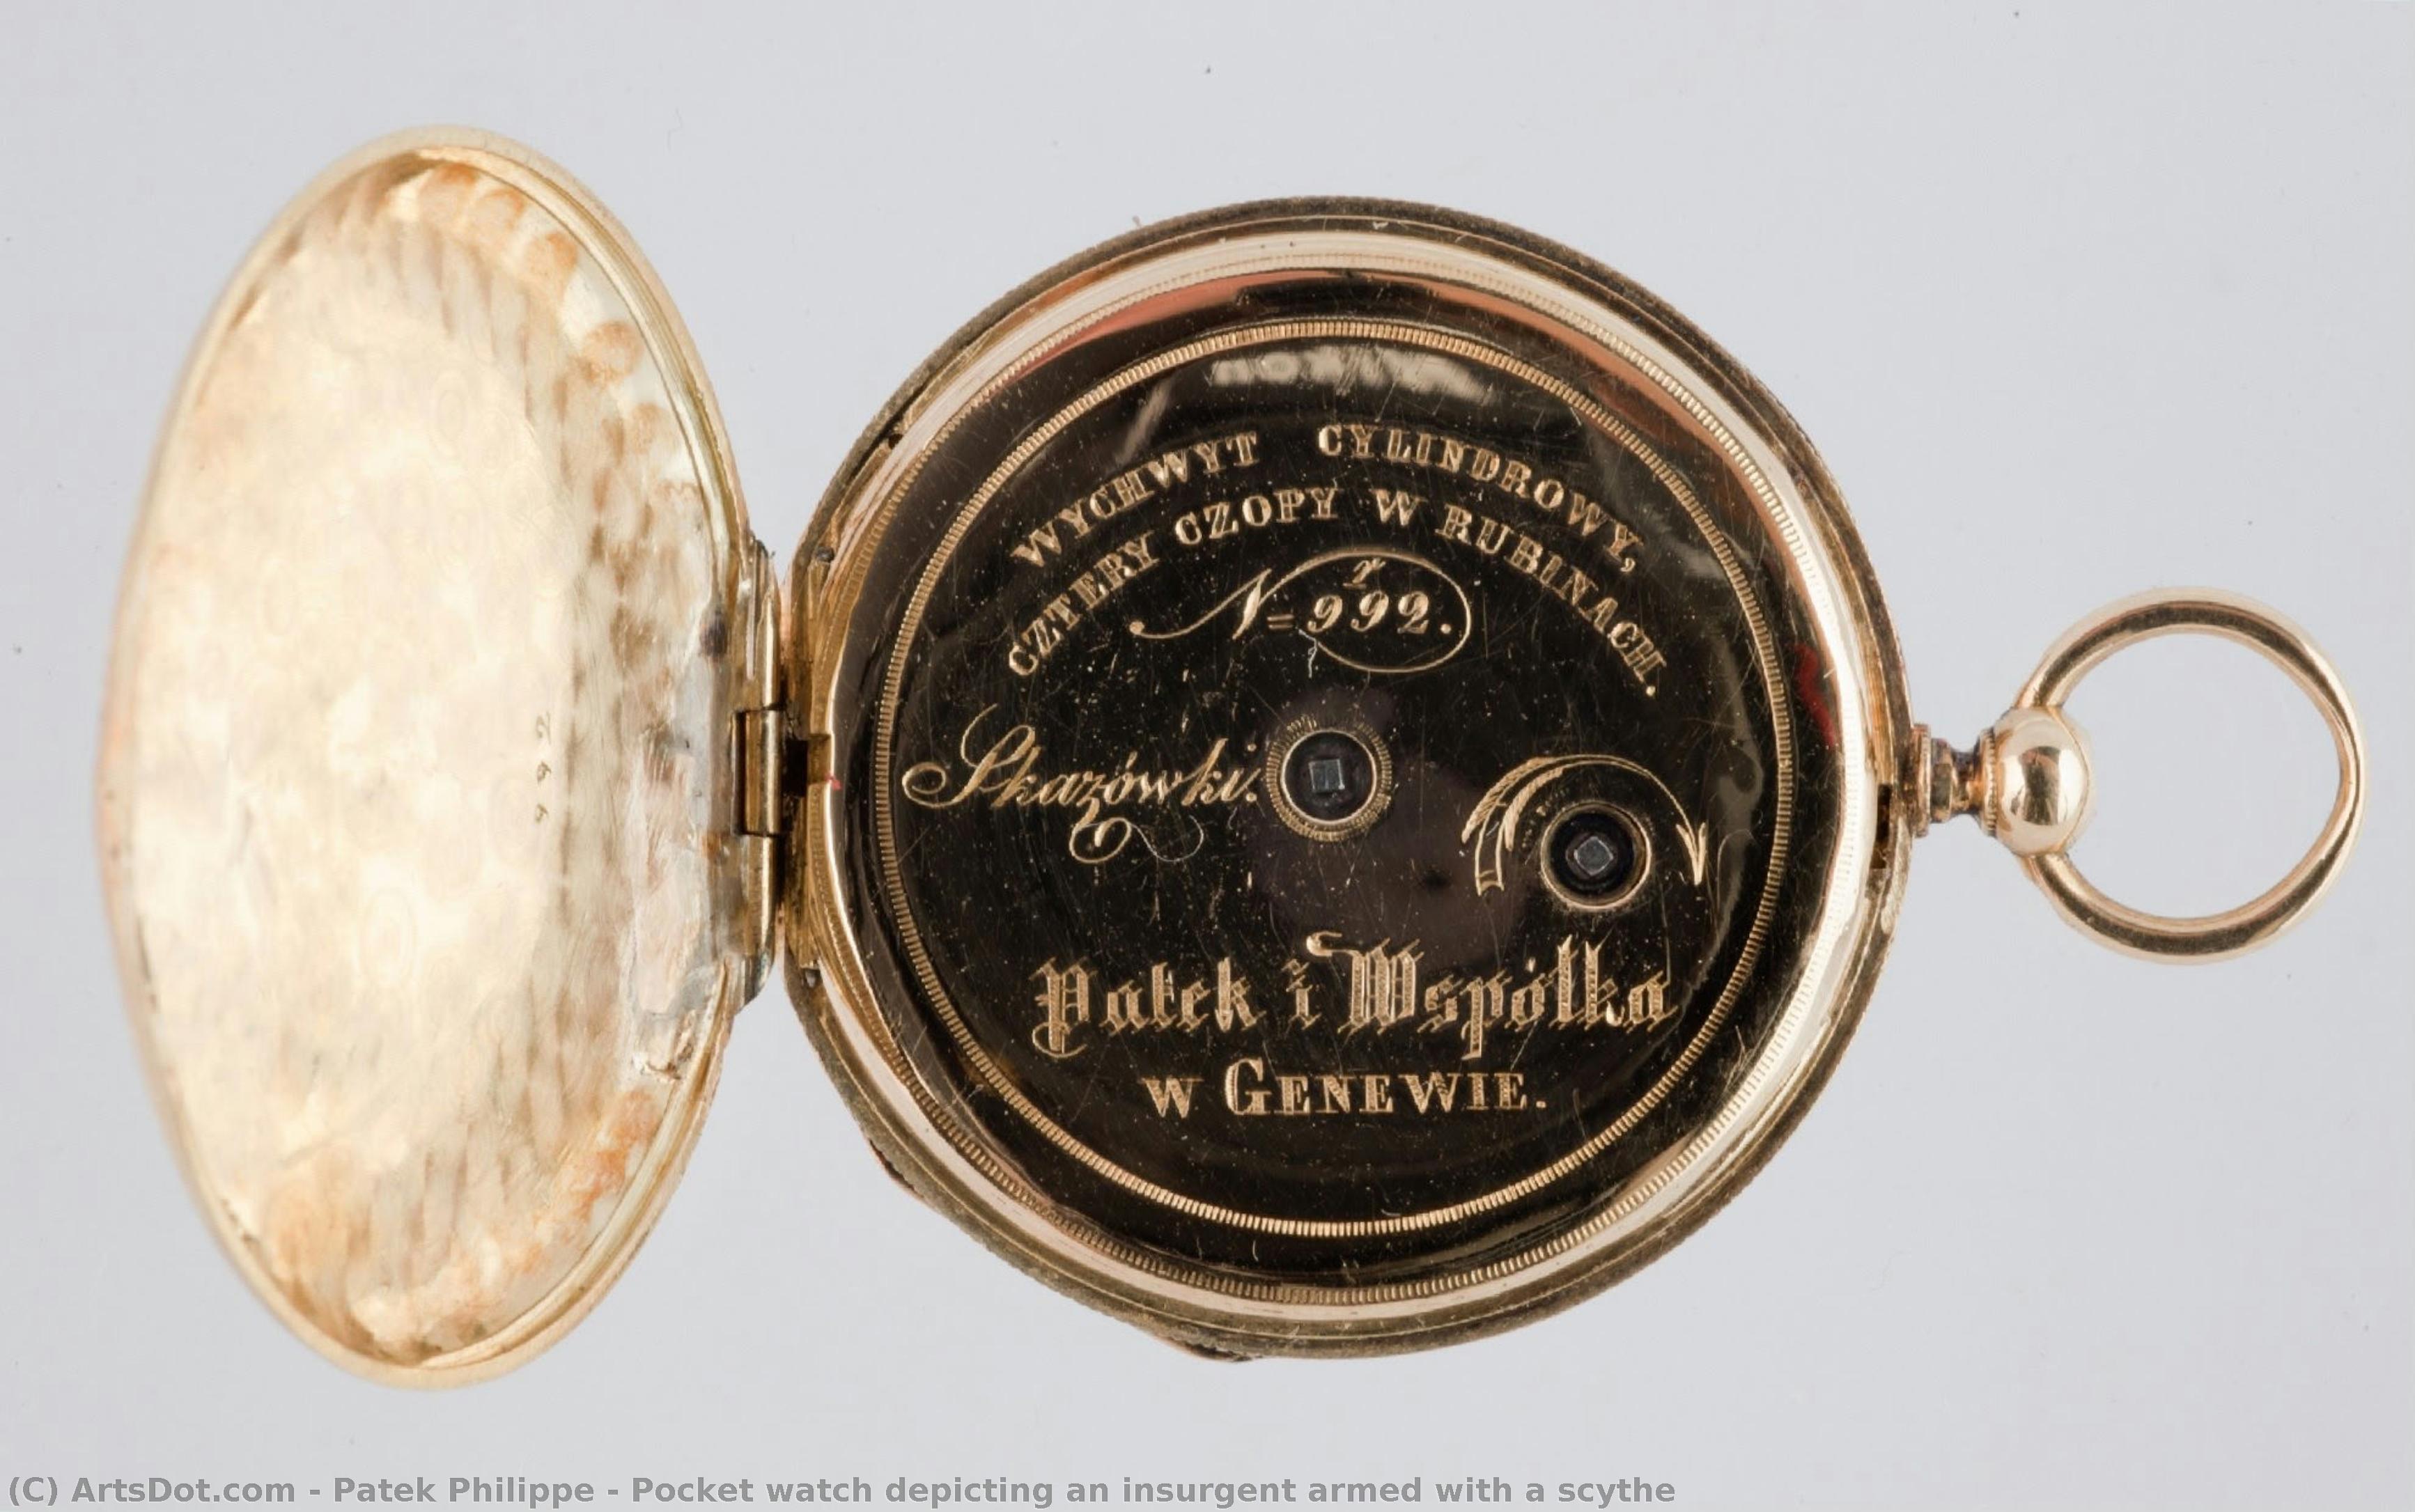 WYCHWYT CYLINDROWY,
CZTERY CZOPY W RUBINACH.
Nr 992.
Skazówki.
Patek i Wspólka
W GENEWIE.
992
(C) ArtsDot.com - Patek Philippe - Pocket watch depicting an insurgent armed with a scythe